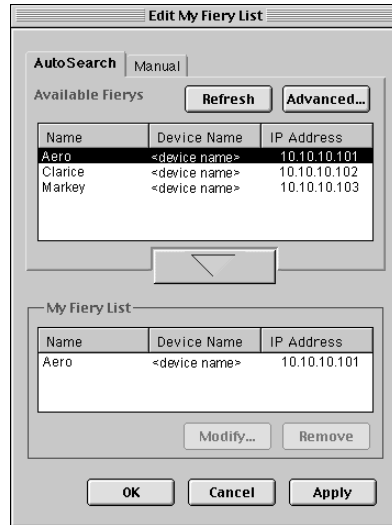 Edit My Fiery List
AutoSearch Manual
Available Fierys Refresh Advanced...
Name Device Name IP Address
Aero <device name> 10.10.10.101
Clarice <device name> 10.10.10.102
Markey <device name> 10.10.10.103
My Fiery List
Name Device Name IP Address
Aero <device name> 10.10.10.101
Modify... Remove
OK Cancel Apply